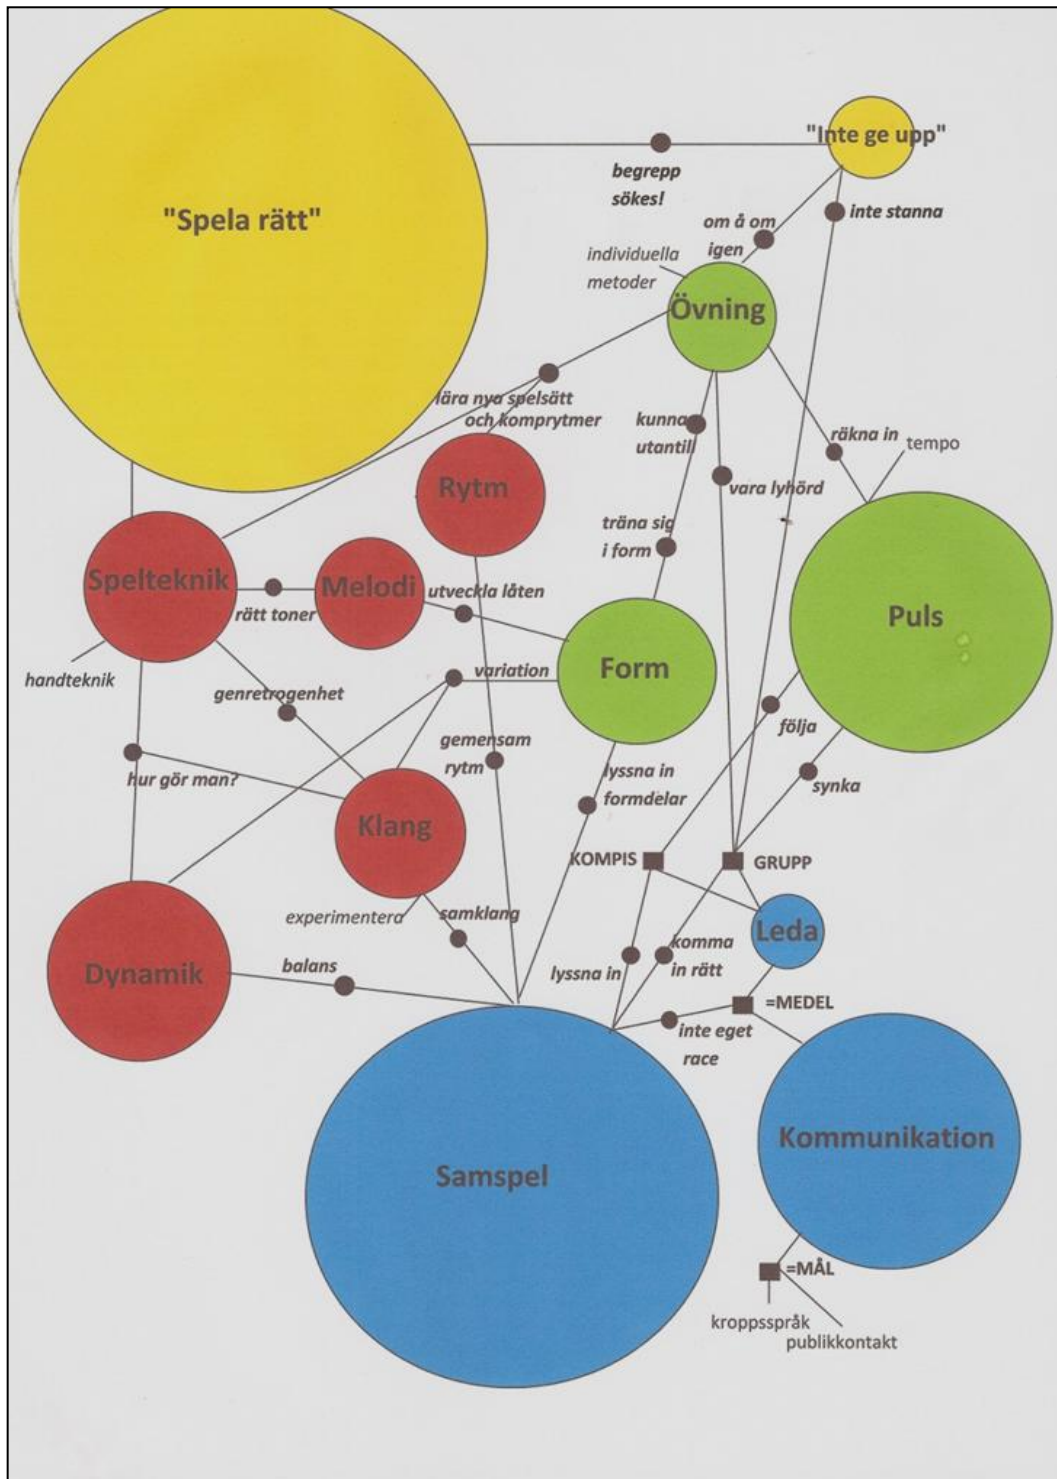 "Inte ge upp"
begrepp
sökes!
"Spela rätt"
inte stanna
om å om
igen
individuella
metoder
Övning
lära nya spelsätt
och komprytmer
kunna
utantill
räkna in
tempo
Rytm
vara lyhörd
träna sig
i form
Spelteknik
Melodi
utveckla låten
rätt toner
Puls
handteknik
genretrogenhet
variation
Form
följa
gemensam
rytm
lyssna in
formdelar
hur gör man?
synka
Klang
KOMPIS
GRUPP
experimentera
samklang
Leda
komma
in rätt
lyssna in
balans
Dynamik
=MEDEL
inte eget
race
Kommunikation
Samspel
=MÅL
kroppsspråk
publikkontakt